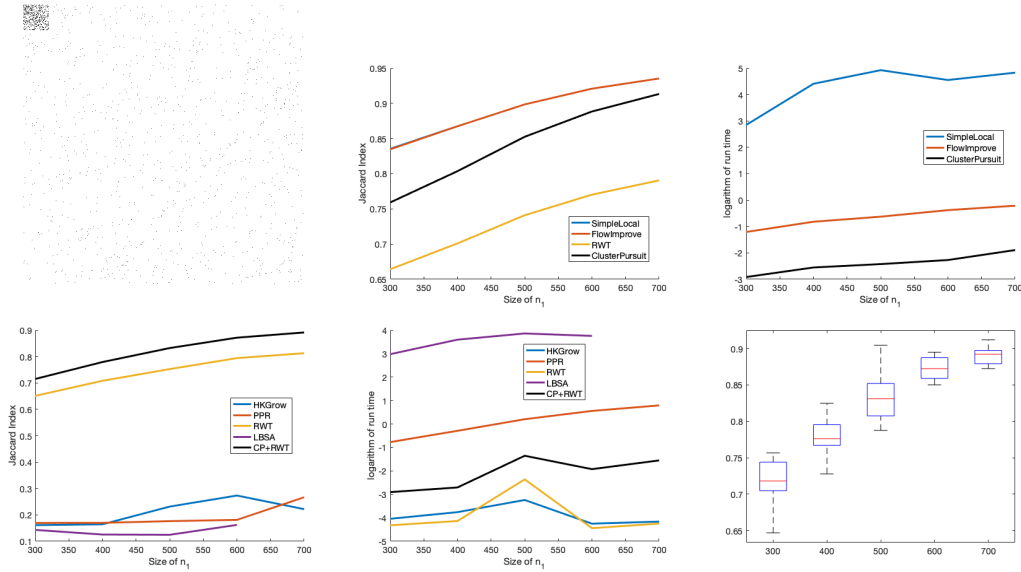 0.95
0.9
0.85
0.8
0.75
0.7
0.65
Jaccard Index
300 350 400 450 500 550 600 650 700
Size of n1
SimpleLocal
FlowImprove
RWT
ClusterPursuit
5
4
3
2
1
0
-1
-2
-3
logarithm of run time
300 350 400 450 500 550 600 650 700
Size of n1
SimpleLocal
FlowImprove
ClusterPursuit
0.9
0.8
0.7
0.6
0.5
0.4
0.3
0.2
0.1
Jaccard Index
300 350 400 450 500 550 600 650 700
Size of n1
HKGrow
PPR
RWT
LBSA
CP+RWT
4
3
2
1
0
-1
-2
-3
-4
-5
logarithm of run time
300 350 400 450 500 550 600 650 700
Size of n1
HKGrow
PPR
RWT
LBSA
CP+RWT
0.9
0.85
0.8
0.75
0.7
0.65
300 400 500 600 700